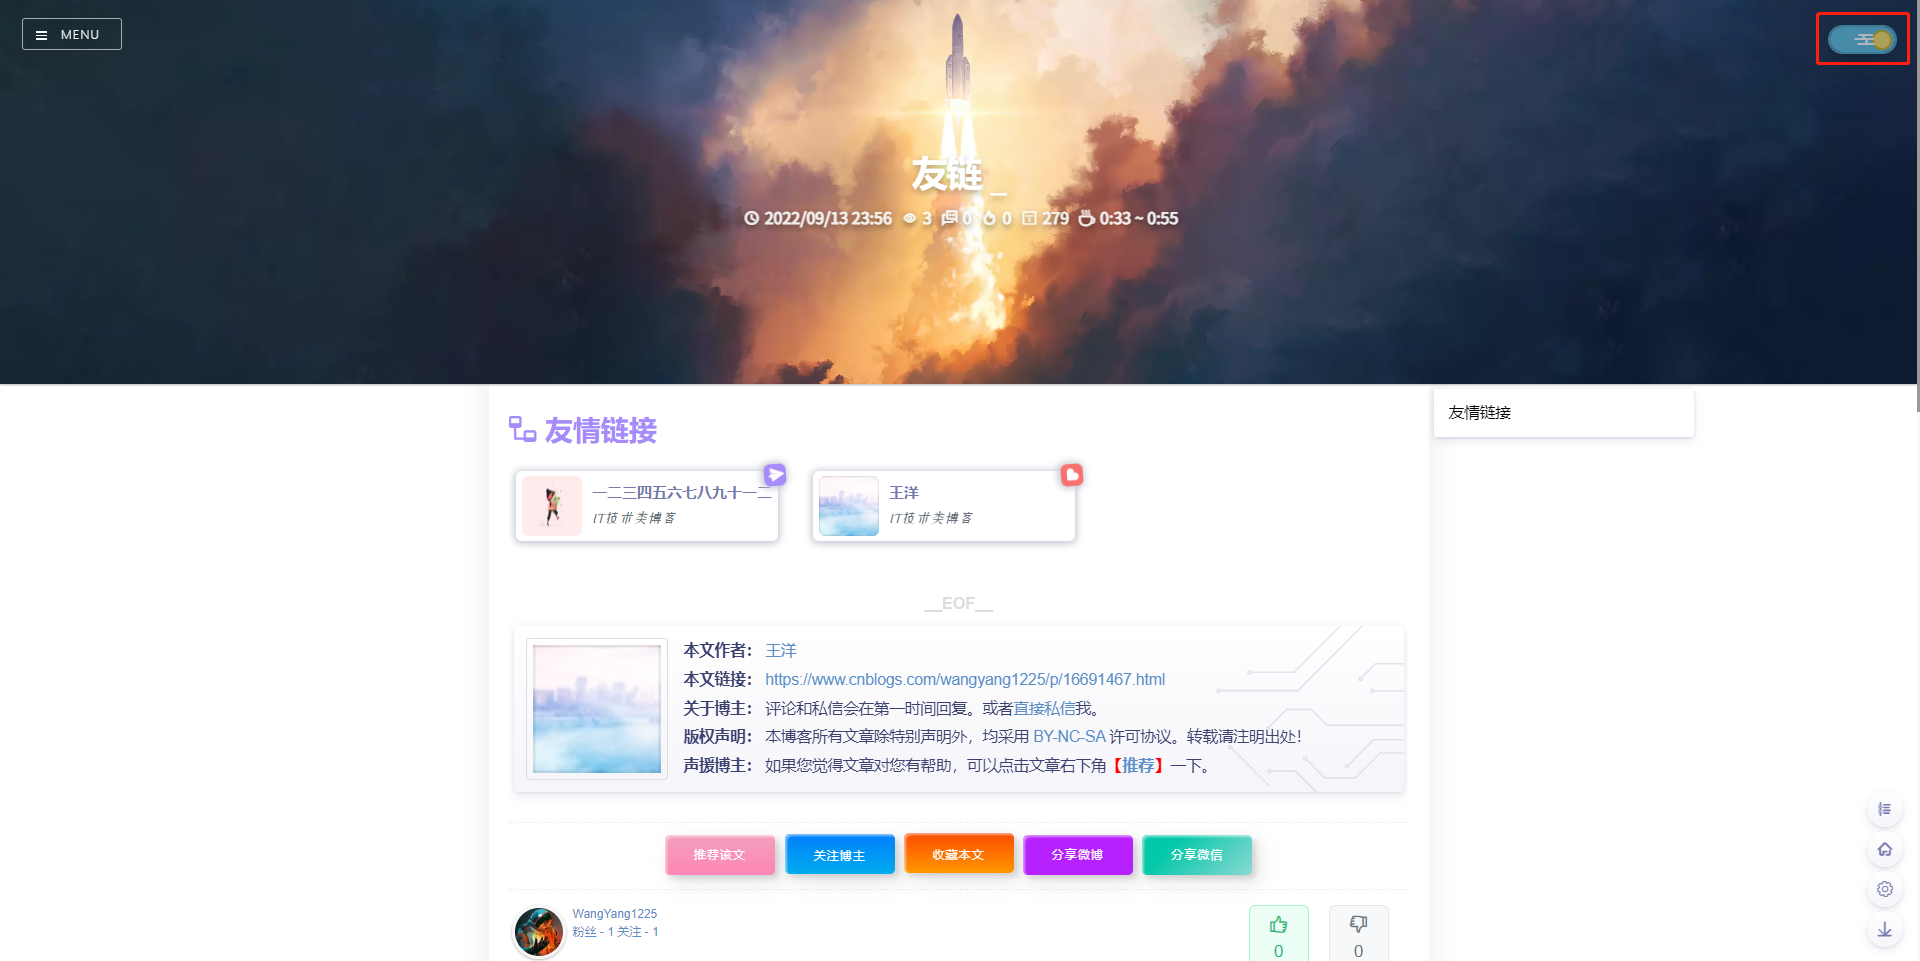 MENU
友链 _
2022/09/13 23:56 3 0 0 279 0:33 ~ 0:55
友情链接
友情链接
一二三四五六七八九十一二
IT技术类博客
王洋
IT技术类博客
__EOF__
本文作者： 王洋
本文链接： https://www.cnblogs.com/wangyang1225/p/16691467.html
关于博主： 评论和私信会在第一时间回复。或者直接私信我。
版权声明： 本博客所有文章除特别声明外，均采用 BY-NC-SA 许可协议。转载请注明出处！
声援博主： 如果您觉得文章对您有帮助，可以点击文章右下角【推荐】一下。
推荐该文 关注博主 收藏本文 分享微博 分享微信
WangYang1225
粉丝 - 1 关注 - 1
0 0